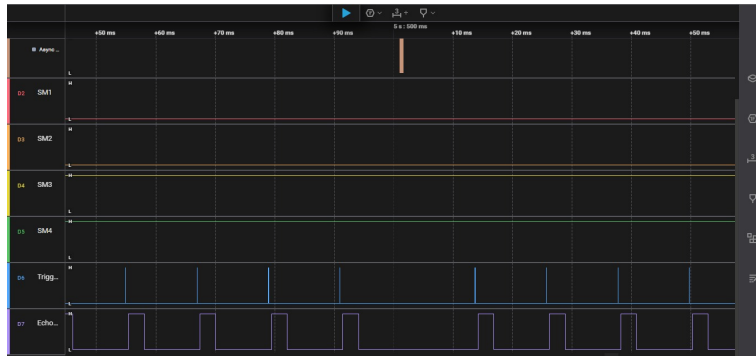 5 s : 500 ms
+50 ms +60 ms +70 ms +80 ms +90 ms +10 ms +20 ms +30 ms +40 ms +50 ms
Async ...
L
D2 SM1
H
L
D3 SM2
H
L
D4 SM3
H
L
D5 SM4
H
L
D6 Trigg...
H
L
D7 Echo...
H
L